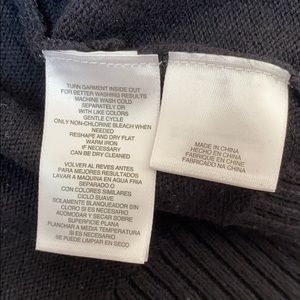 TURN GARMENT INSIDE OUT
FOR BETTER WASHING RESULTS
MACHINE WASH COLD
SEPARATELY OR
WITH LIKE COLORS
GENTLE CYCLE
ONLY NON-CHLORINE BLEACH WHEN
NEEDED
RESHAPE AND DRY FLAT
WARM IRON
IF NECESSARY
CAN BE DRY CLEANED
VOLVER AL REVES ANTES
PARA MEJORES RESULTADOS
LAVAR A MAQUINA EN AGUA FRIA
SEPARADO O
CON COLORES SIMILARES
CICLO SUAVE
SOLAMENTE BLANQUEADOR SIN
CLORO SI ES NECESARIO
ACOMODAR Y SECAR SOBRE
SUPERFICIE PLANA
PLANCHAR A MEDIA TEMPERATURA
SI ES NECESARIO
SE PUEDE LIMPIAR EN SECO
MADE IN CHINA
HECHO EN CHINA
FABRIQUE EN CHINE
FABRICADO NA CHINA